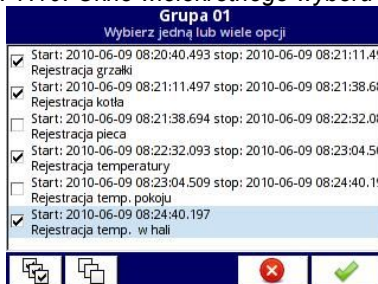 Grupa 01
Wybierz jedną lub wiele opcji
Start: 2010-06-09 08:20:40.493 stop: 2010-06-09 08:21:11.49
Rejestracja grzałki
Start: 2010-06-09 08:21:11.497 stop: 2010-06-09 08:21:38.68
Rejestracja kotła
Start: 2010-06-09 08:21:38.694 stop: 2010-06-09 08:22:32.08
Rejestracja pieca
Start: 2010-06-09 08:22:32.093 stop: 2010-06-09 08:23:04.50
Rejestracja temperatury
Start: 2010-06-09 08:23:04.509 stop: 2010-06-09 08:24:40.19
Rejestracja temp. pokoju
Start: 2010-06-09 08:24:40.197
Rejestracja temp. w hali